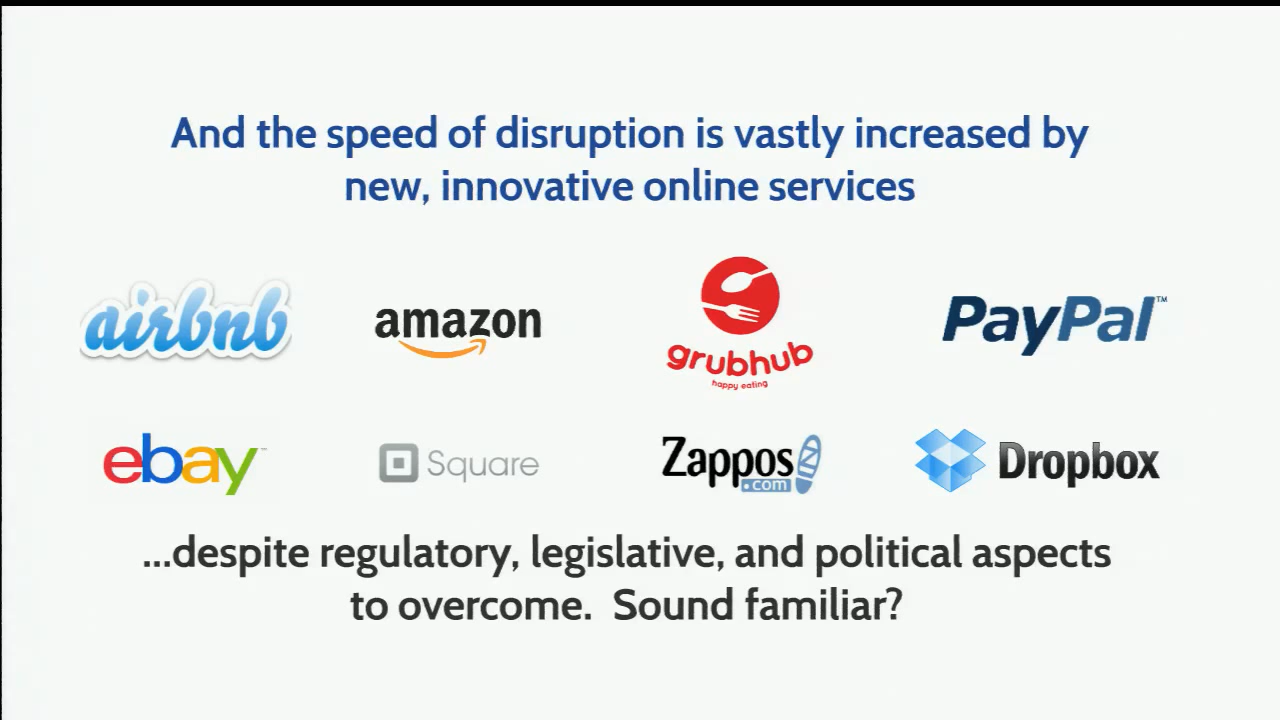 And the speed of disruption is vastly increased by
new, innovative online services
airbnb
amazon
grubhub
happy eating
PayPal™
ebay™
Square
Zappos
.com
Dropbox
...despite regulatory, legislative, and political aspects
to overcome.  Sound familiar?